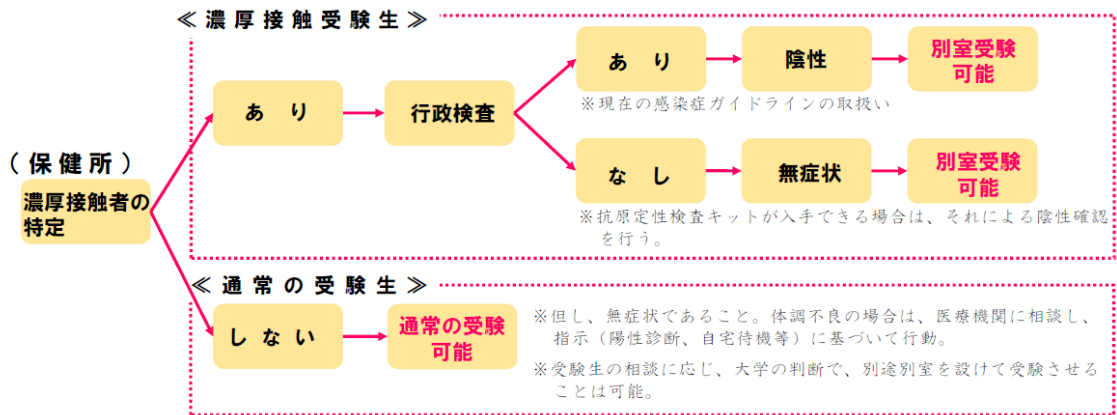 ≪濃厚接触受験生≫
あり
行政検査
あり
陰性
別室受験
可能
※現在の感染症ガイドラインの取扱い
なし
無症状
別室受験
可能
※抗原定性検査キットが入手できる場合は、それによる陰性確認
を行う。
（保健所）
濃厚接触者の
特定
≪通常の受験生≫
しない
通常の受験
可能
※但し、無症状であること。体調不良の場合は、医療機関に相談し、
指示（陽性診断、自宅待機等）に基づいて行動。
※受験生の相談に応じ、大学の判断で、別途別室を設けて受験させる
ことは可能。